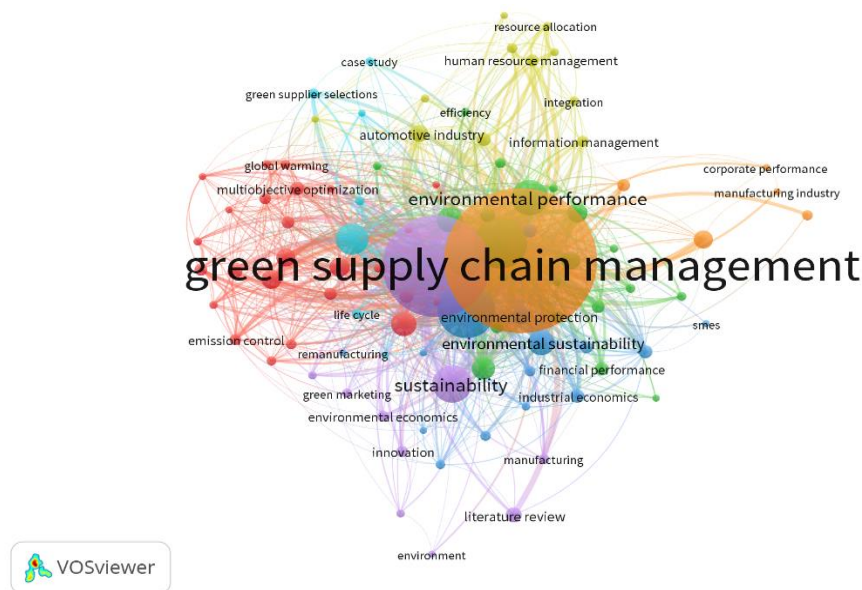 resource allocation
case study
human resource management
green supplier selections
integration
efficiency
automotive industry
information management
global warming
corporate performance
multiobjective optimization
manufacturing industry
environmental performance
green supply chain management
life cycle
environmental protection
smes
emission control
environmental sustainability
remanufacturing
financial performance
sustainability
green marketing
industrial economics
environmental economics
innovation
manufacturing
literature review
environment
VOSviewer